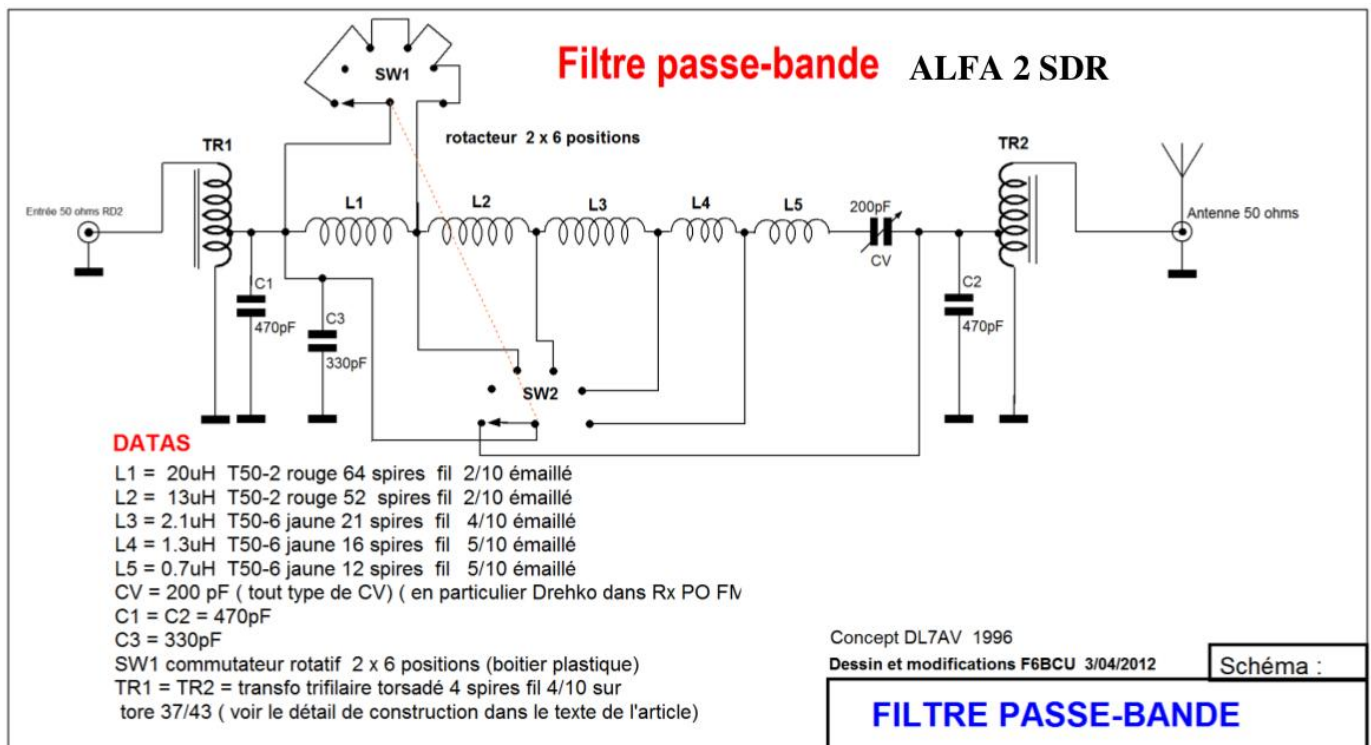 Filtre passe-bande ALFA 2 SDR
SW1
rotacteur 2 x 6 positions
TR1
TR2
Entrée 50 ohms RD2
L1
L2
L3
L4
L5
200pF
CV
Antenne 50 ohms
C1
470pF
C3
330pF
C2
470pF
SW2
DATAS
L1 = 20uH T50-2 rouge 64 spires fil 2/10 émaillé
L2 = 13uH T50-2 rouge 52 spires fil 2/10 émaillé
L3 = 2.1uH T50-6 jaune 21 spires fil 4/10 émaillé
L4 = 1.3uH T50-6 jaune 16 spires fil 5/10 émaillé
L5 = 0.7uH T50-6 jaune 12 spires fil 5/10 émaillé
CV = 200 pF ( tout type de CV) ( en particulier Drehko dans Rx PO
C1 = C2 = 470pF
C3 = 330pF
SW1 commutateur rotatif 2 x 6 positions (boitier plastique)
TR1 = TR2 = transfo trifilaire torsadé 4 spires fil 4/10 sur
tore 37/43 ( voir le détail de construction dans le texte de l'article)
Concept DL7AV 1996
Dessin et modifications F6BCU 3/04/2012
Schéma :
FILTRE PASSE-BANDE